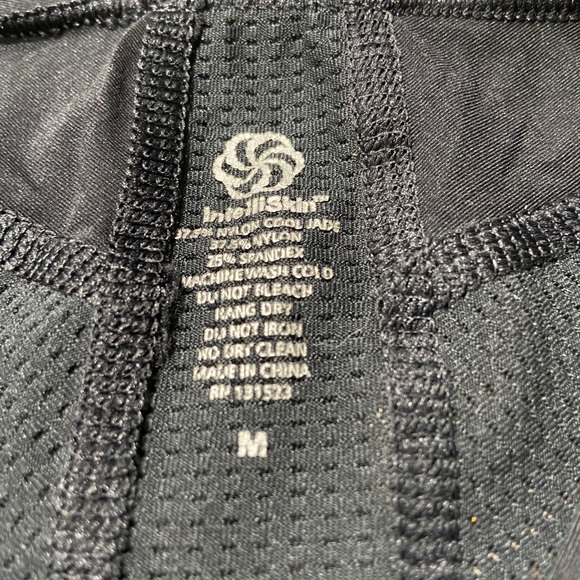 IntelliSkin™
37.5% NYLON COOL JADE
37.5% NYLON
25% SPANDEX
MACHINE WASH COLD
DO NOT BLEACH
HANG DRY
DO NOT IRON
NO DRY CLEAN
MADE IN CHINA
RN 131523
M